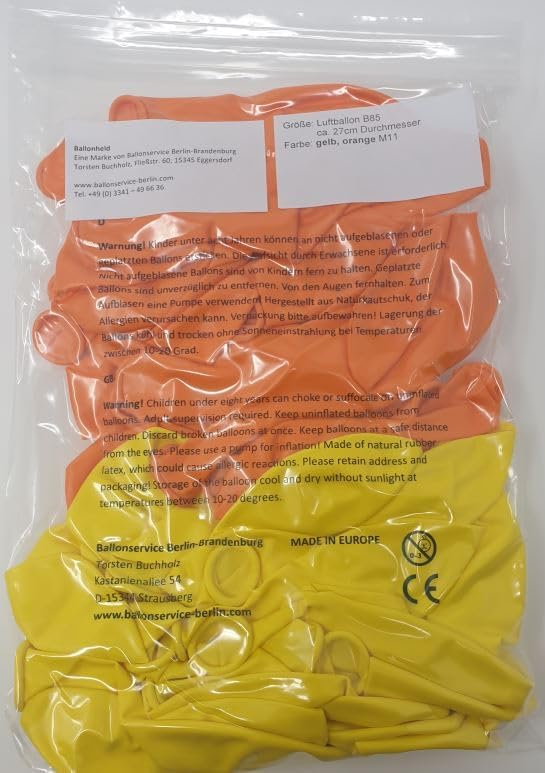 Ballonheld
Eine Marke von Ballonservice Berlin-Brandenburg
Torsten Buchholz, Fließstr. 60, 15345 Eggersdorf
www.ballonservice-berlin.com
Tel. +49 (0) 3341 – 49 66 36
Größe: Luftballon B85
ca. 27cm Durchmesser
Farbe: gelb, orange M11
D
Warnung! Kinder unter acht Jahren können an nicht aufgeblasenen oder
geplatzten Ballons ersticken. Die Aufsicht durch Erwachsene ist erforderlich.
Nicht aufgeblasene Ballons sind von Kindern fern zu halten. Geplatzte
Ballons sind unverzüglich zu entfernen. Von den Augen fernhalten. Zum
Aufblasen eine Pumpe verwenden! Hergestellt aus Naturkautschuk, der
Allergien verursachen kann. Verpackung bitte aufbewahren! Lagerung der
Ballons kühl und trocken ohne Sonneneinstrahlung bei Temperaturen
zwischen 10-20 Grad.
GB
Warning! Children under eight years can choke or suffocate on uninflated
balloons. Adult supervision required. Keep uninflated balloons from
children. Discard broken balloons at once. Keep balloons at a safe distance
from the eyes. Please use a pump for inflation! Made of natural rubber
latex, which could cause allergic reactions. Please retain address and
packaging! Storage of the balloon cool and dry without sunlight at
temperatures between 10-20 degrees.
Ballonservice Berlin-Brandenburg
Torsten Buchholz
Kastanienallee 54
D-15344 Strausberg
www.ballonservice-berlin.com
MADE IN EUROPE
0-3
CE